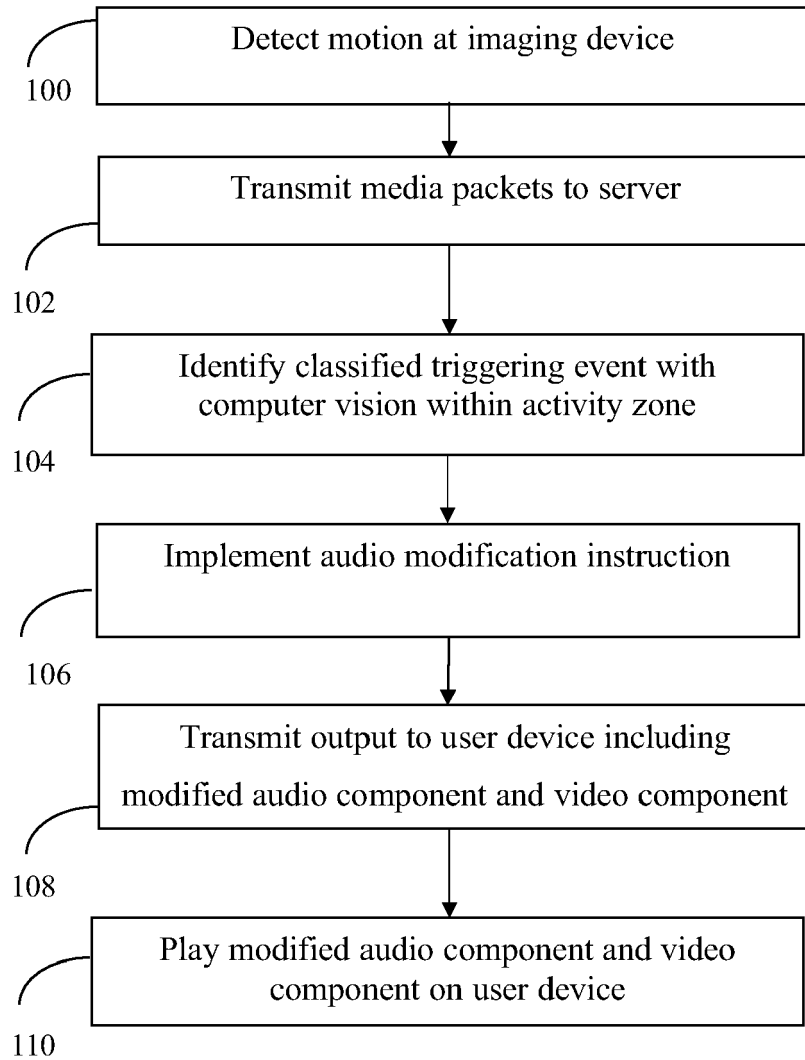 Detect motion at imaging device
100
Transmit media packets to server
102
Identify classified triggering event with
computer vision within activity zone
104
Implement audio modification instruction
106
Transmit output to user device including
modified audio component and video component
108
Play modified audio component and video
component on user device
110